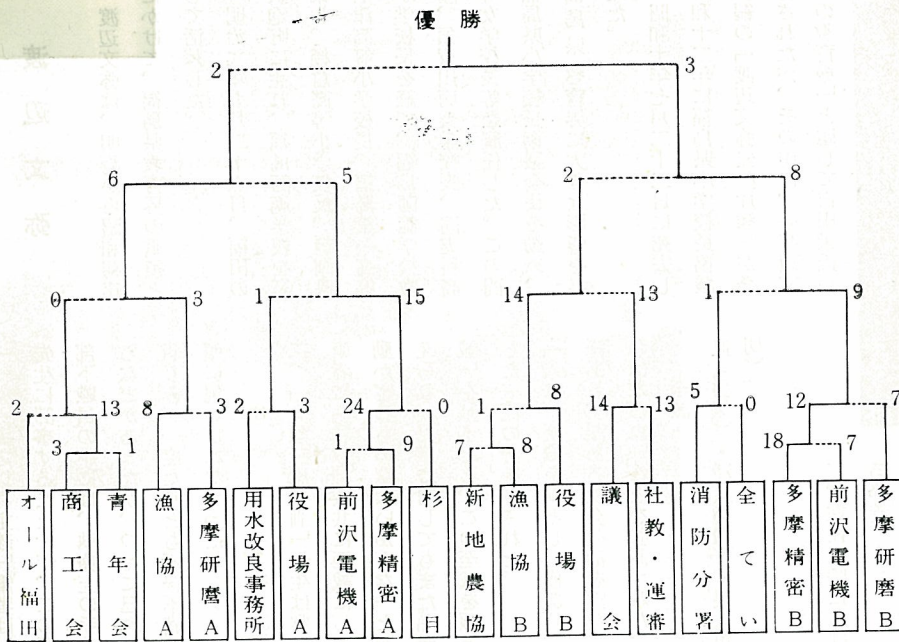 優勝
2 3
6 5 2 8
0 3 1 15 14 13 1 9
2 13 8 3 2 3 24 0 1 8 14 13 5 0 12 7
3 1 1 9 7 8 18 7
オール福田
商工会
青年会
漁協A
多摩研磨A
用水改良事務所
役場A
前沢電機A
多摩精密A
杉目
新地農協
漁協B
役場B
議会
社教・運審
消防分署
全てい
多摩精密B
前沢電機B
多摩研磨B